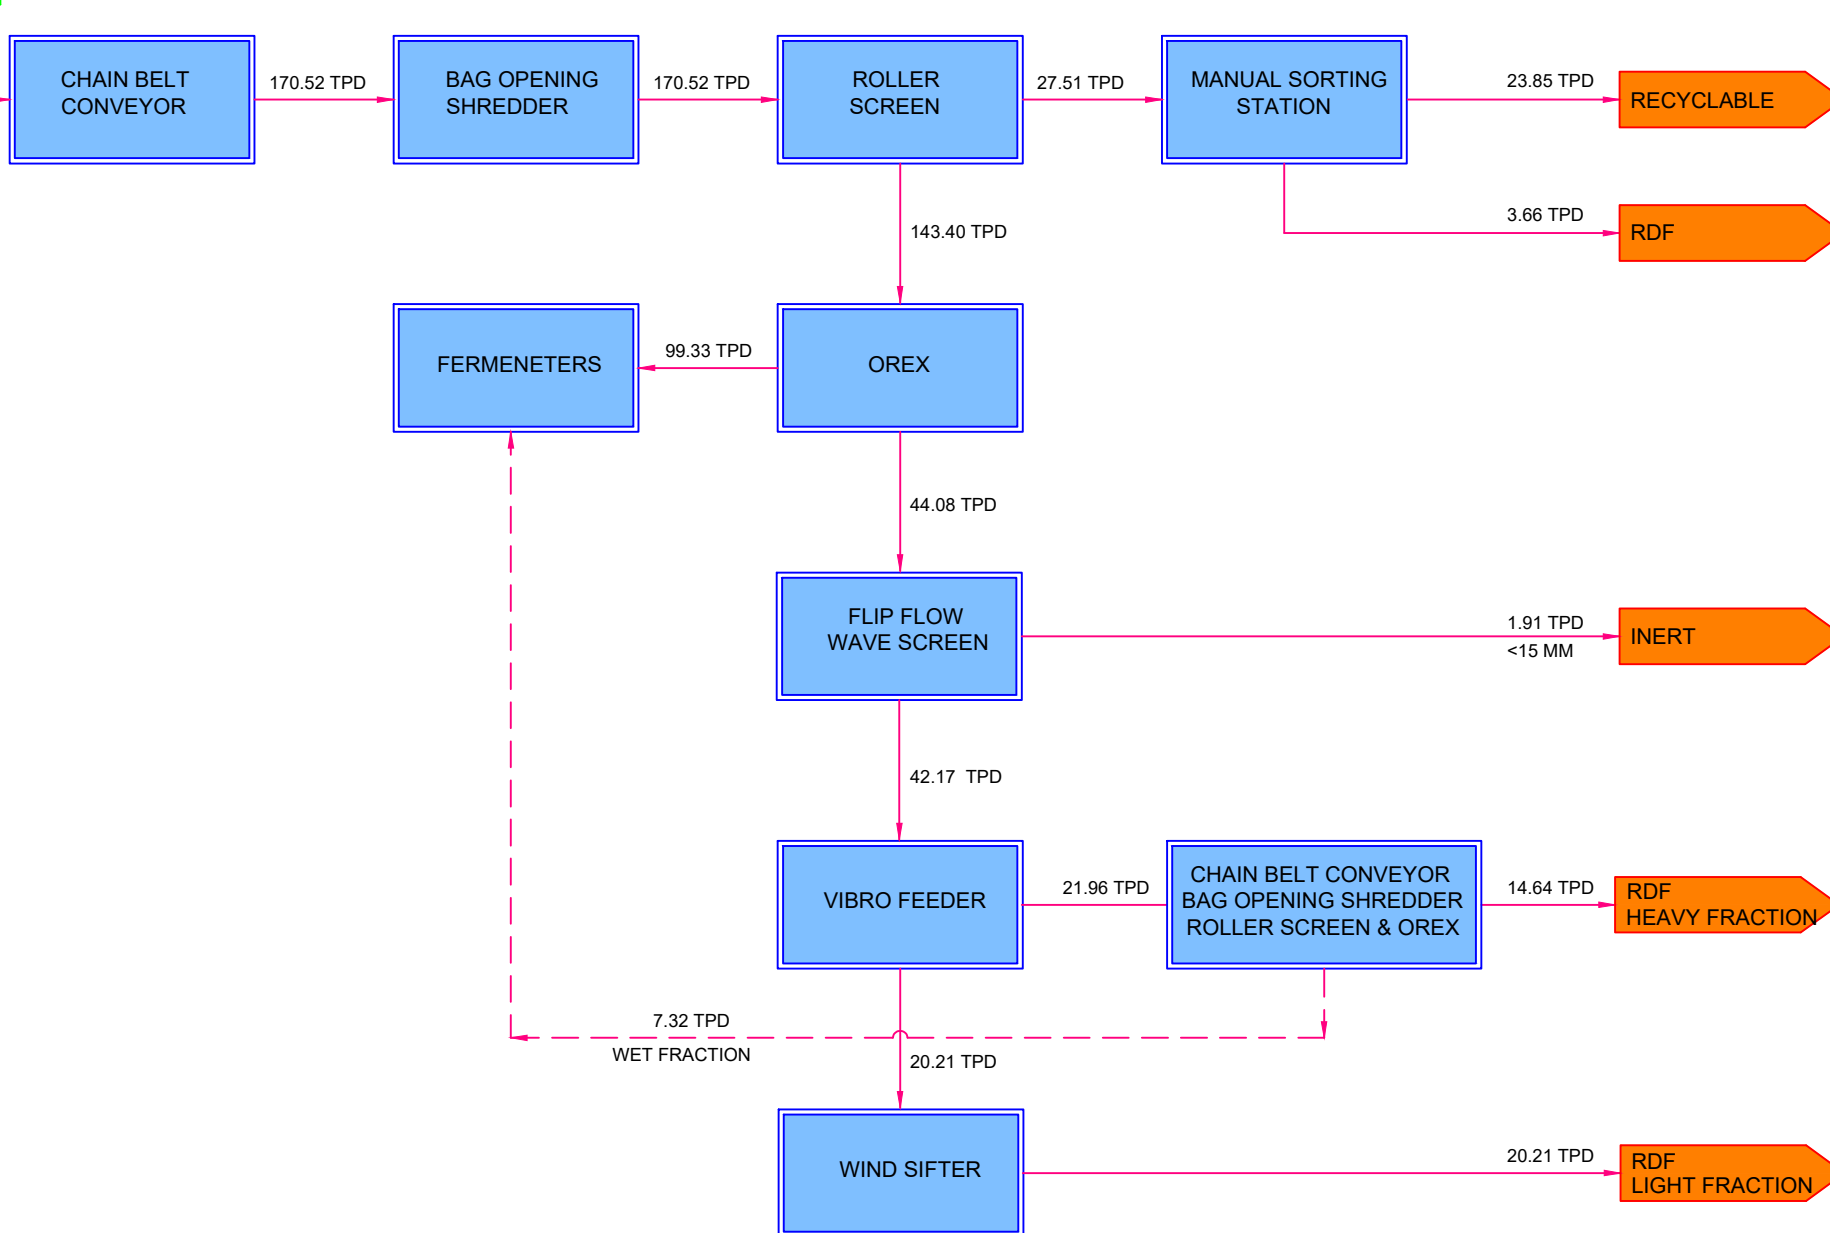 CHAIN BELT
CONVEYOR
170.52 TPD
BAG OPENING
SHREDDER
170.52 TPD
ROLLER
SCREEN
27.51 TPD
MANUAL SORTING
STATION
23.85 TPD
RECYCLABLE
3.66 TPD
RDF
143.40 TPD
FERMENETERS
99.33 TPD
OREX
44.08 TPD
FLIP FLOW
WAVE SCREEN
1.91 TPD
<15 MM
INERT
42.17 TPD
VIBRO FEEDER
21.96 TPD
CHAIN BELT CONVEYOR
BAG OPENING SHREDDER
ROLLER SCREEN & OREX
14.64 TPD
RDF
HEAVY FRACTION
7.32 TPD
WET FRACTION
20.21 TPD
WIND SIFTER
20.21 TPD
RDF
LIGHT FRACTION